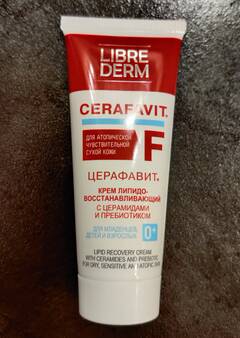 LIBRE
DERM
CERAFAVIT®
ДЛЯ АТОПИЧЕСКОЙ
ЧУВСТВИТЕЛЬНОЙ
СУХОЙ КОЖИ
F
ЦЕРАФАВИТ®
КРЕМ ЛИПИДО-
ВОССТАНАВЛИВАЮЩИЙ
С ЦЕРАМИДАМИ
И ПРЕБИОТИКОМ
ДЛЯ МЛАДЕНЦЕВ,
ДЕТЕЙ И ВЗРОСЛЫХ
0+
LIPID RECOVERY CREAM
WITH CERAMIDES AND PREBIOTIC
FOR DRY, SENSITIVE AND ATOPIC SKIN